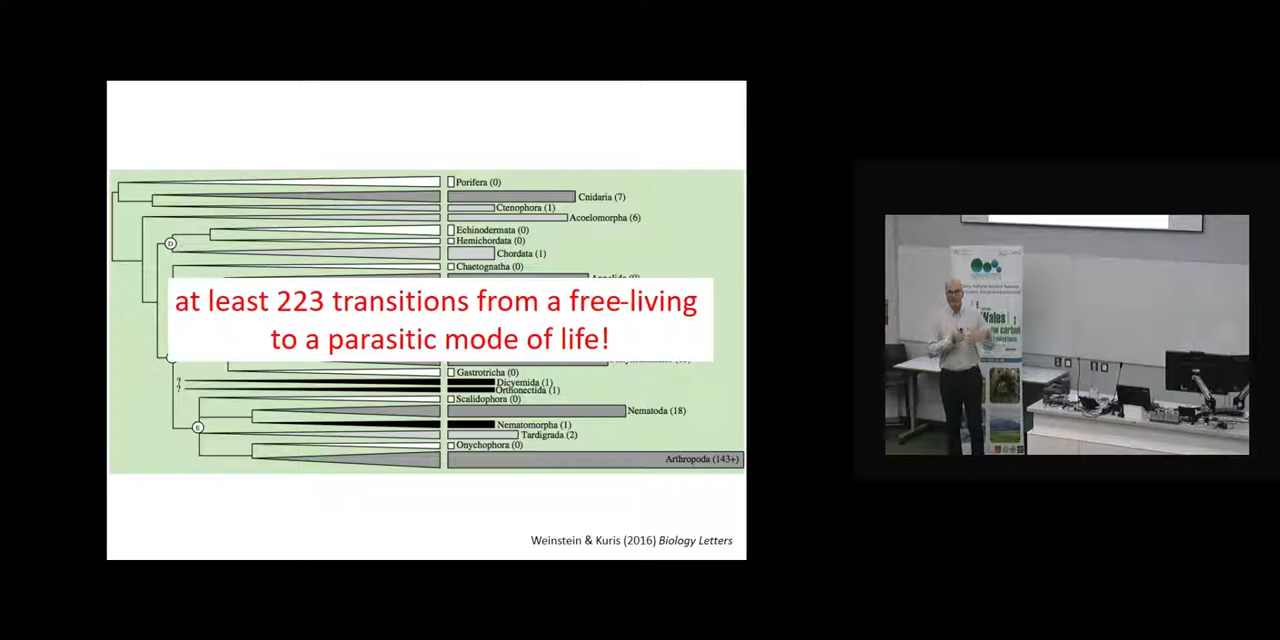 Porifera (0)
Cnidaria (7)
Ctenophora (1)
Acoelomorpha (6)
Echinodermata (0)
D
Hemichordata (0)
Chordata (1)
Chaetognatha (0)
at least 223 transitions from a free-living
to a parasitic mode of life!
Gastrotricha (0)
? Dicyemida (1)
? Orthonectida (1)
Scalidophora (0)
Nematoda (18)
E
Nematomorpha (1)
Tardigrada (2)
Onychophora (0)
Arthropoda (143+)
Weinstein & Kuris (2016) Biology Letters
Wales